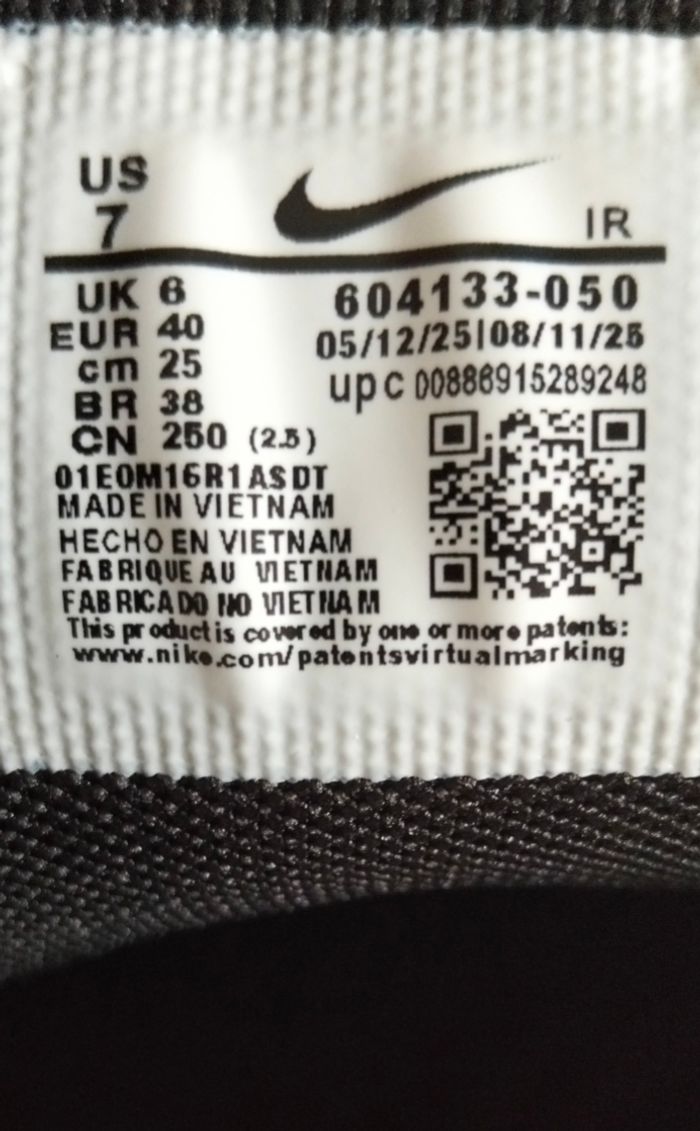 US
7
IR
UK 6
EUR 40
cm 25
BR 38
CN 250 (2.5)
604133-050
05/12/25|08/11/25
upc 00886915289248
01E0M16R1ASDT
MADE IN VIETNAM
HECHO EN VIETNAM
FABRIQUE AU VIETNAM
FABRICADO NO VIETNAM
This product is covered by one or more patents:
www.nike.com/patentsvirtualmarking